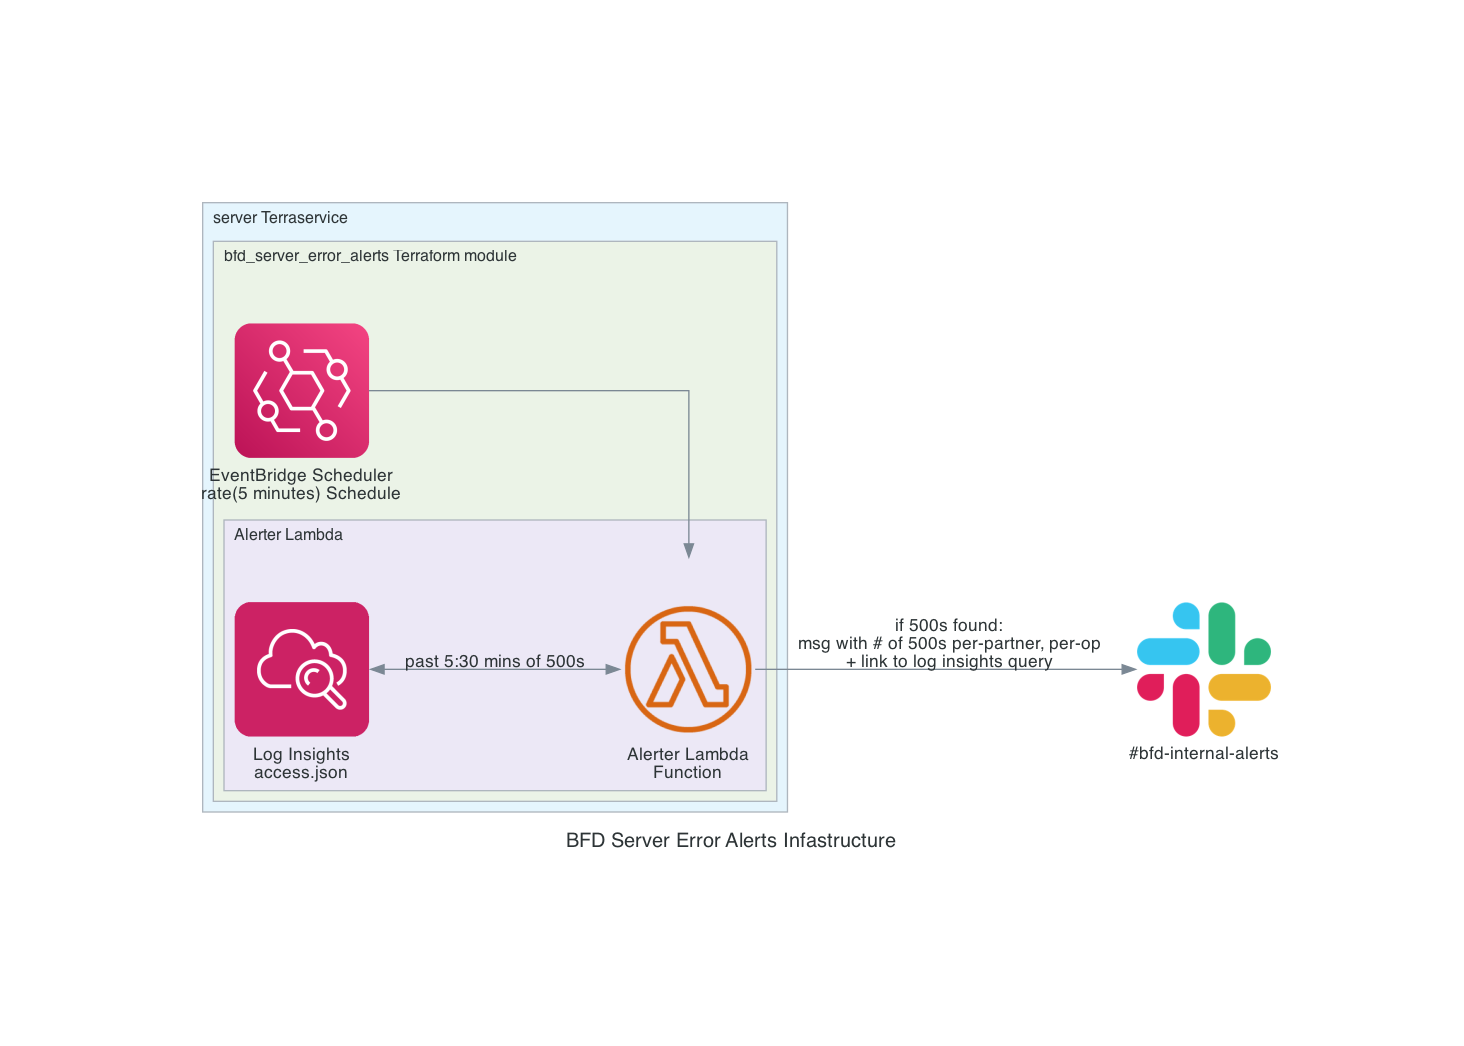 server Terraservice
bfd_server_error_alerts Terraform module
EventBridge Scheduler
rate(5 minutes) Schedule
Alerter Lambda
past 5:30 mins of 500s
Log Insights
access.json
Alerter Lambda
Function
if 500s found:
msg with # of 500s per-partner, per-op
+ link to log insights query
#bfd-internal-alerts
BFD Server Error Alerts Infastructure